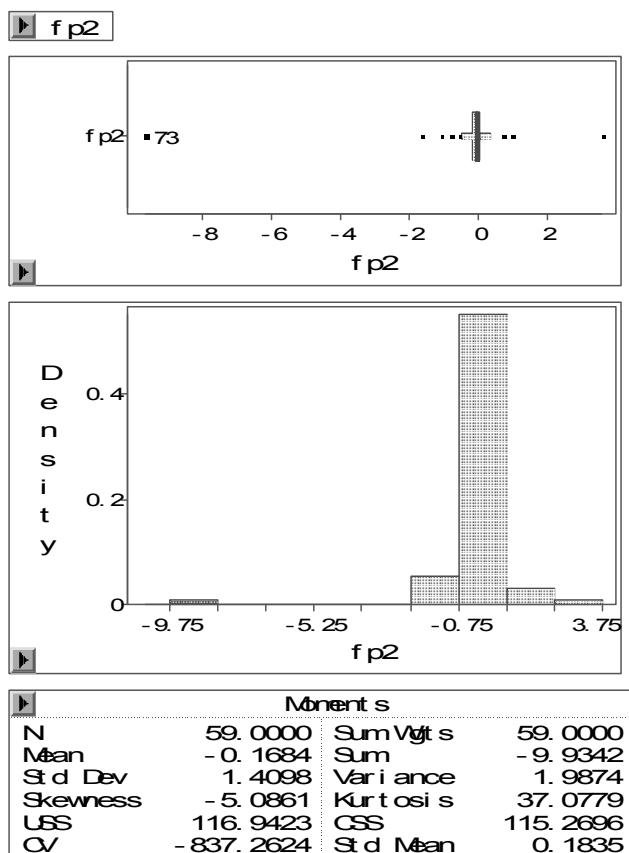 fp2
fp2
73
-8 -6 -4 -2 0 2
fp2
Density
0.4
0.2
0
-9.75 -5.25 -0.75 3.75
fp2
Moments
N 59.0000 Sum Wgts 59.0000
Mean -0.1684 Sum -9.9342
Std Dev 1.4098 Variance 1.9874
Skewness -5.0861 Kurtosis 37.0779
USS 116.9423 CSS 115.2696
CV -837.2624 Std Mean 0.1835